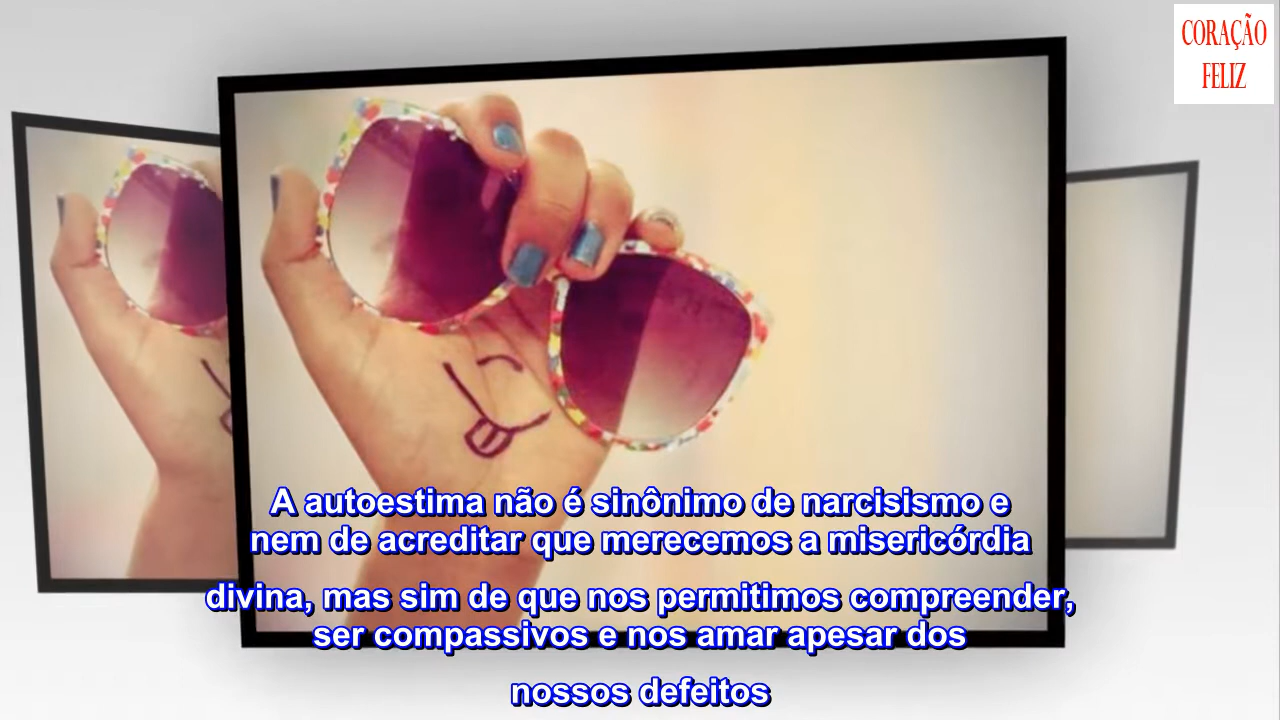 CORAÇÃO
FELIZ
A autoestima não é sinônimo de narcisismo e
nem de acreditar que merecemos a misericórdia
divina, mas sim de que nos permitimos compreender,
ser compassivos e nos amar apesar dos
nossos defeitos